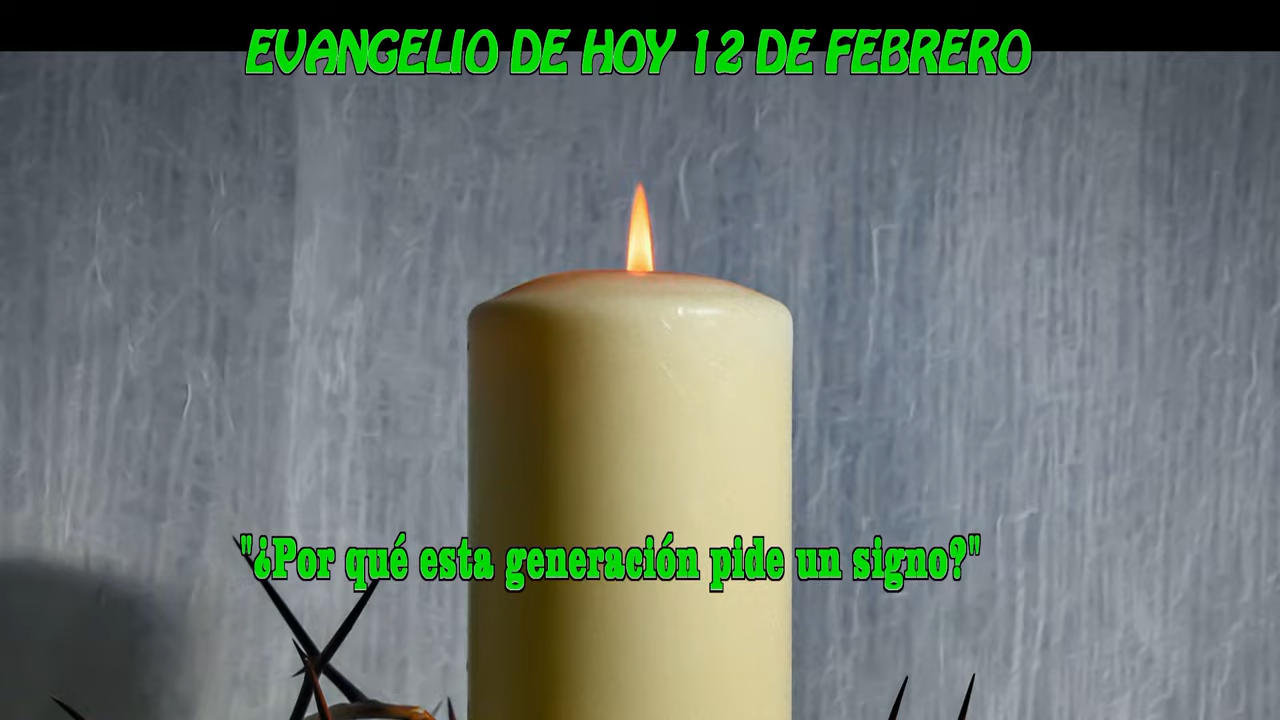 EVANGELIO DE HOY 12 DE FEBRERO
"¿Por qué esta generación pide un signo?"